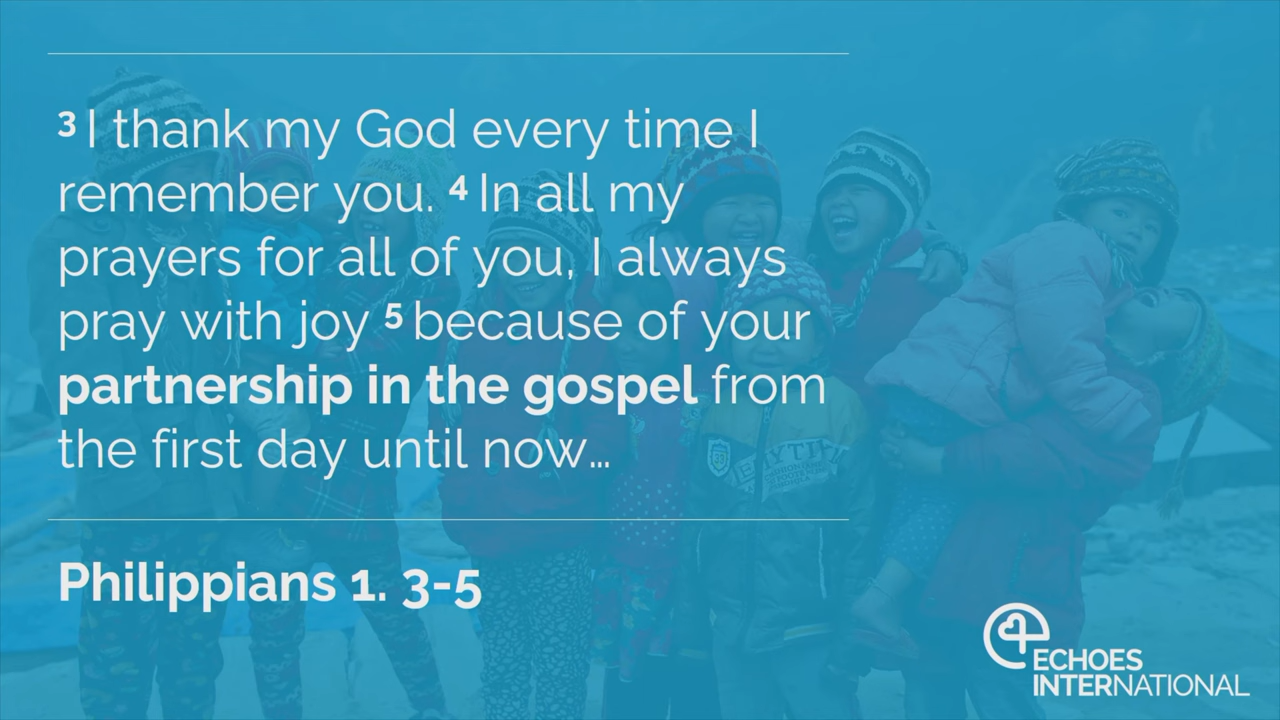 3 I thank my God every time I
remember you. 4 In all my
prayers for all of you, I always
pray with joy 5 because of your
partnership in the gospel from
the first day until now…
Philippians 1. 3-5
ECHOES
INTERNATIONAL